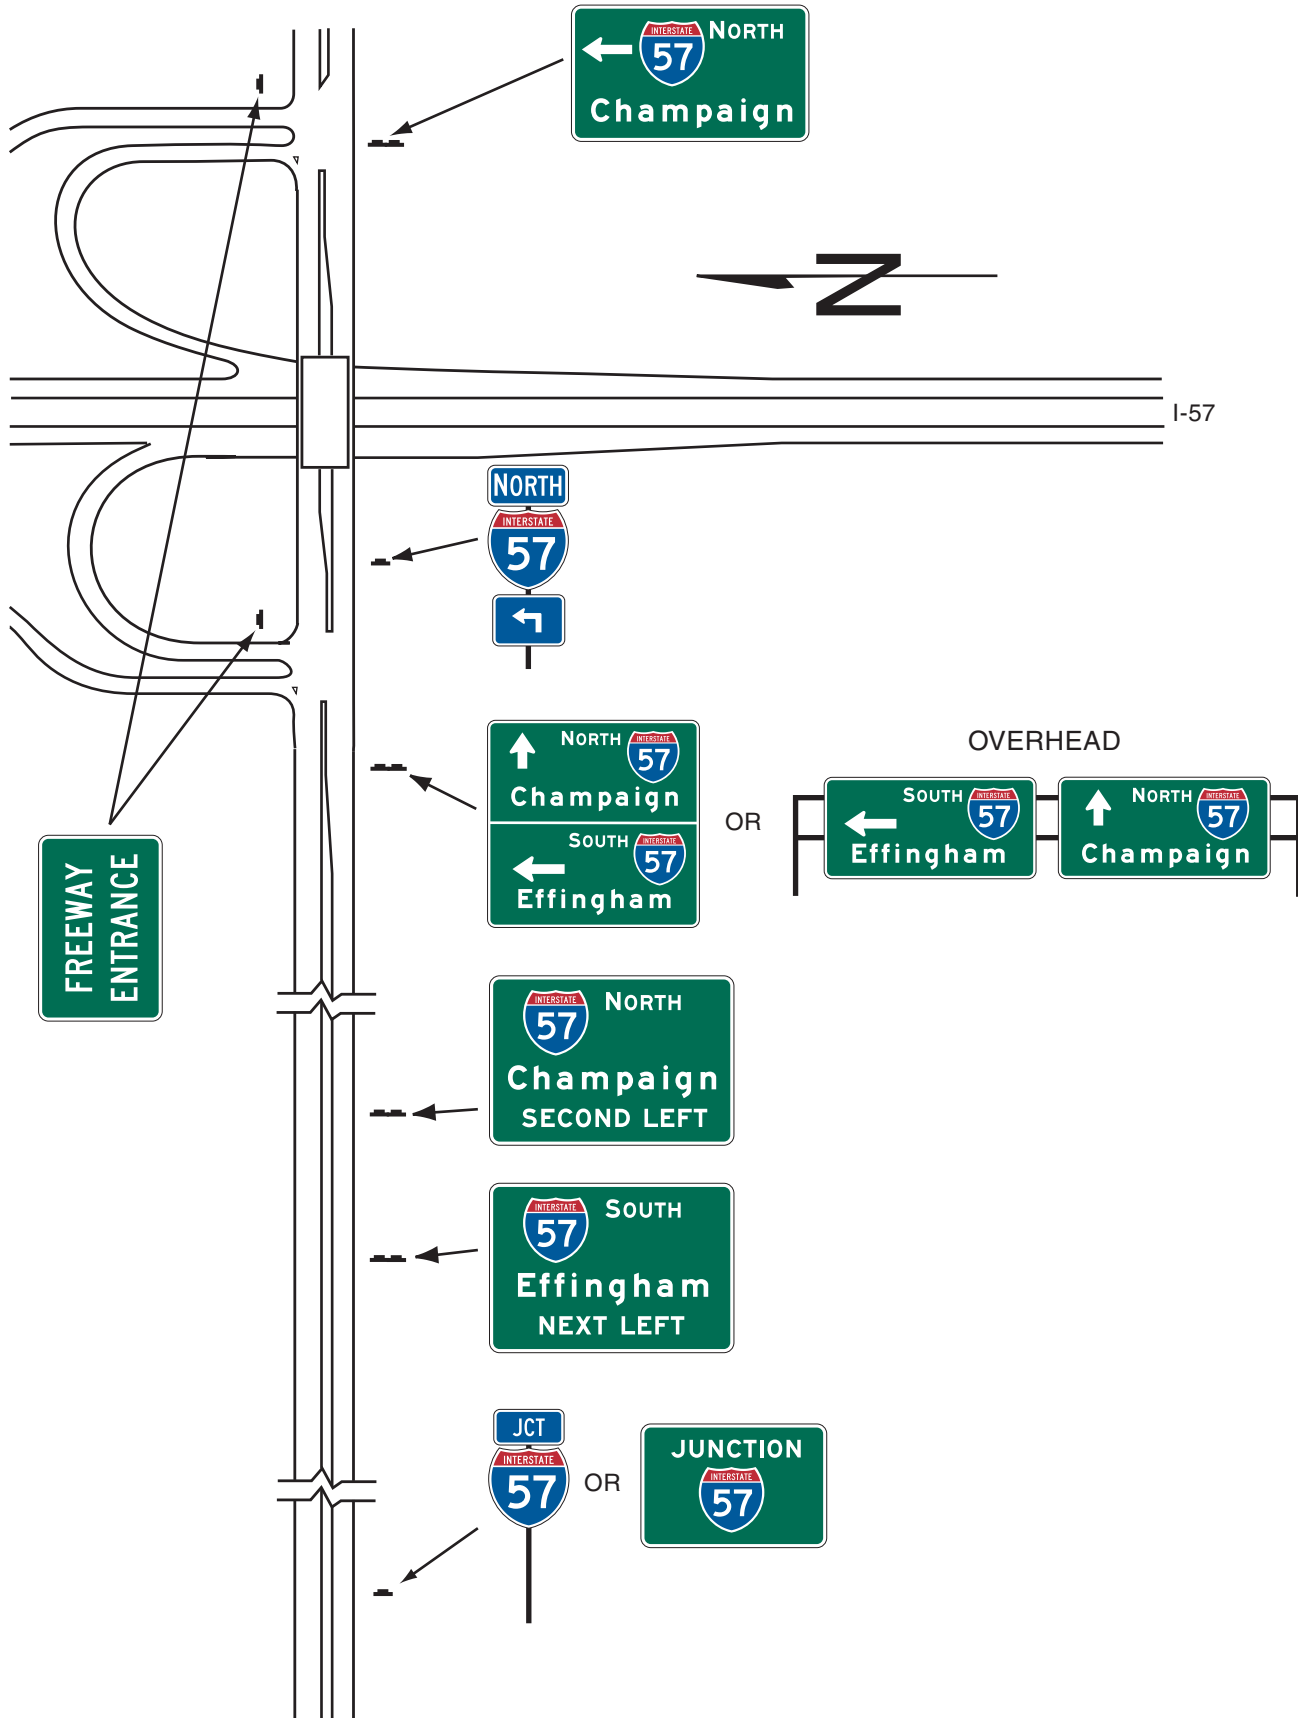 INTERSTATE
57
NORTH
Champaign
N
I-57
NORTH
INTERSTATE
57
NORTH
INTERSTATE
57
Champaign
SOUTH
INTERSTATE
57
Effingham
OR
OVERHEAD
SOUTH
INTERSTATE
57
Effingham
NORTH
INTERSTATE
57
Champaign
FREEWAY
ENTRANCE
INTERSTATE
57
NORTH
Champaign
SECOND LEFT
INTERSTATE
57
SOUTH
Effingham
NEXT LEFT
JCT
INTERSTATE
57
OR
JUNCTION
INTERSTATE
57